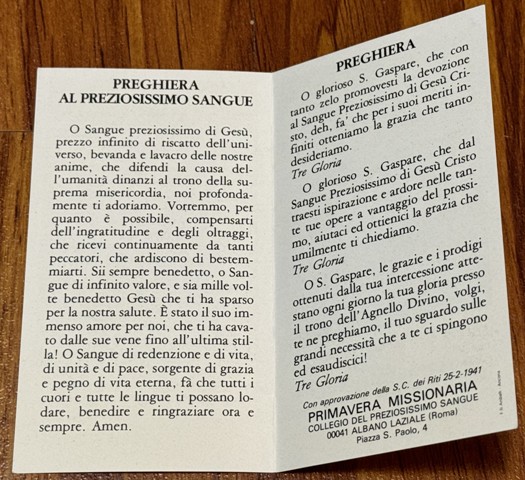 PREGHIERA
AL PREZIOSISSIMO SANGUE
O Sangue preziosissimo di Gesù,
prezzo infinito di riscatto dell'uni-
verso, bevanda e lavacro delle nostre
anime, che difendi la causa del-
l'umanità dinanzi al trono della su-
prema misericordia, noi profonda-
mente ti adoriamo. Vorremmo, per
quanto è possibile, compensarti
dell'ingratitudine e degli oltraggi,
che ricevi continuamente da tanti
peccatori, che ardiscono di bestem-
miarti. Sii sempre benedetto, o San-
gue di infinito valore, e sia mille vol-
te benedetto Gesù che ti ha sparso
per la nostra salute. È stato il suo im-
menso amore per noi, che ti ha cava-
to dalle sue vene fino all'ultima stil-
la! O Sangue di redenzione e di vita,
di unità e di pace, sorgente di grazia
e pegno di vita eterna, fà che tutti i
cuori e tutte le lingue ti possano lo-
dare, benedire e ringraziare ora e
sempre. Amen.
PREGHIERA
O glorioso S. Gaspare, che con
tanto zelo promovesti la devozione
al Sangue Preziosissimo di Gesù Cri-
sto, deh, fa' che per i suoi meriti in-
finiti otteniamo la grazia che tanto
desideriamo.
Tre Gloria
O glorioso S. Gaspare, che dal
Sangue Preziosissimo di Gesù Cristo
traesti ispirazione e ardore nelle tan-
te tue opere a vantaggio del prossi-
mo, aiutaci ed ottienici la grazia che
umilmente ti chiediamo.
Tre Gloria
O S. Gaspare, le grazie e i prodigi
ottenuti dalla tua intercessione atte-
stano ogni giorno la tua gloria presso
il trono dell'Agnello Divino, volgi,
te ne preghiamo, il tuo sguardo sulle
grandi necessità che a te ci spingono
ed esaudisci!
Tre Gloria
Con approvazione della S.C. dei Riti 25-2-1941
PRIMAVERA MISSIONARIA
COLLEGIO DEL PREZIOSISSIMO SANGUE
00041 ALBANO LAZIALE (Roma)
Piazza S. Paolo, 4